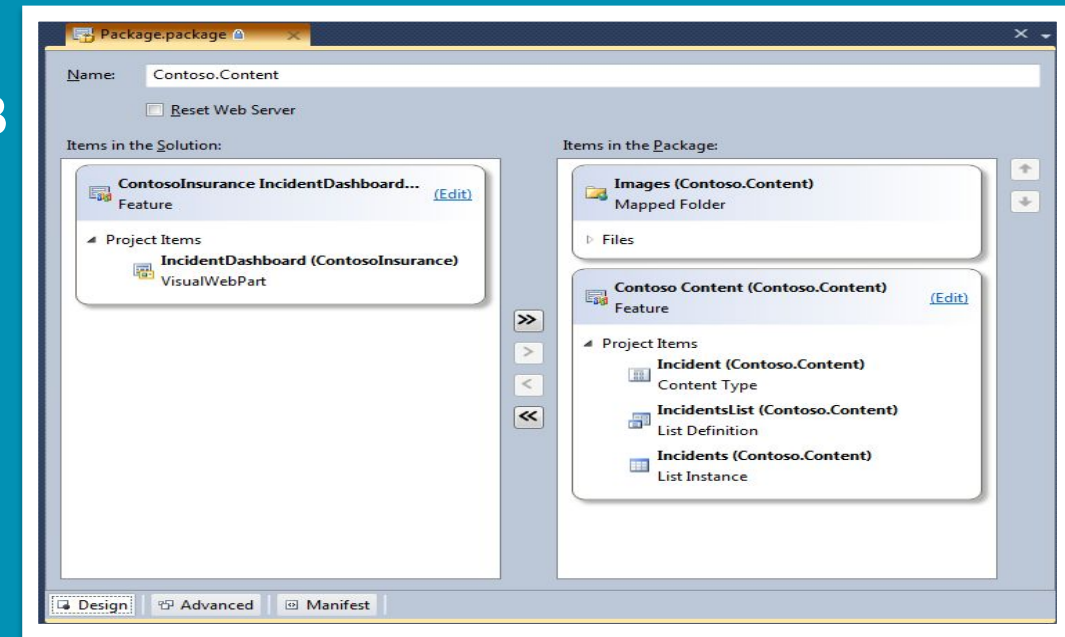 Package.package
Name: Contoso.Content
Reset Web Server
Items in the Solution:
ContosoInsurance IncidentDashboard... (Edit)
Feature
Project Items
IncidentDashboard (ContosoInsurance)
VisualWebPart
>>
>
<
<<
Items in the Package:
Images (Contoso.Content)
Mapped Folder
Files
Contoso Content (Contoso.Content) (Edit)
Feature
Project Items
Incident (Contoso.Content)
Content Type
IncidentsList (Contoso.Content)
List Definition
Incidents (Contoso.Content)
List Instance
Design Advanced Manifest